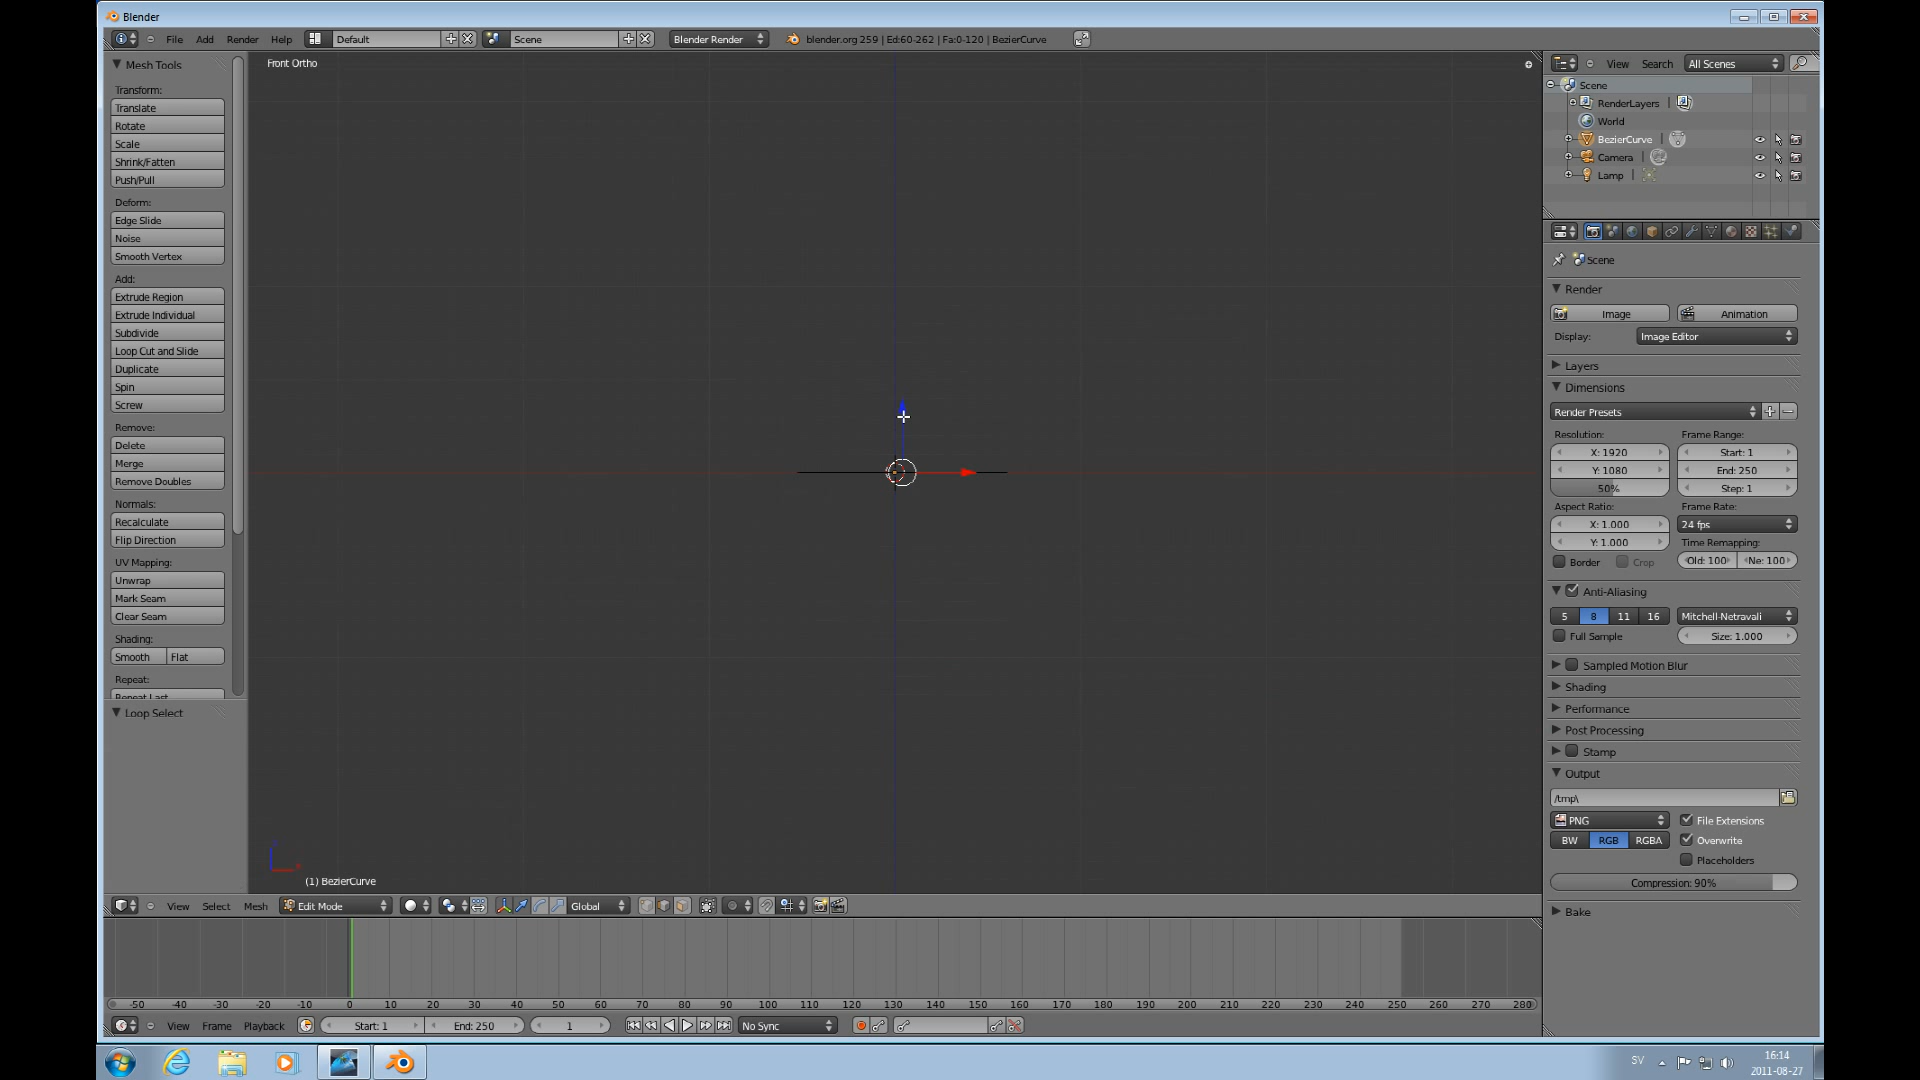 Blender
File Add Render Help Default Scene Blender Render blender.org 259 | Ed:60-262 | Fa:0-120 | BezierCurve
Mesh Tools
Transform:
Translate
Rotate
Scale
Shrink/Fatten
Push/Pull
Deform:
Edge Slide
Noise
Smooth Vertex
Add:
Extrude Region
Extrude Individual
Subdivide
Loop Cut and Slide
Duplicate
Spin
Screw
Remove:
Delete
Merge
Remove Doubles
Normals:
Recalculate
Flip Direction
UV Mapping:
Unwrap
Mark Seam
Clear Seam
Shading:
Smooth Flat
Repeat:
Repeat Last
Loop Select
Front Ortho
(1) BezierCurve
View Select Mesh Edit Mode Global
-50 -40 -30 -20 -10 0 10 20 30 40 50 60 70 80 90 100 110 120 130 140 150 160 170 180 190 200 210 220 230 240 250 260 270 280
View Frame Playback Start: 1 End: 250 1 No Sync
View Search All Scenes
Scene
RenderLayers |
World
BezierCurve |
Camera |
Lamp |
Scene
Render
Image Animation
Display: Image Editor
Layers
Dimensions
Render Presets
Resolution: Frame Range:
X: 1920 Start: 1
Y: 1080 End: 250
50% Step: 1
Aspect Ratio: Frame Rate:
X: 1.000 24 fps
Y: 1.000 Time Remapping:
Border Crop Old: 100 Ne: 100
Anti-Aliasing
5 8 11 16 Mitchell-Netravali
Full Sample Size: 1.000
Sampled Motion Blur
Shading
Performance
Post Processing
Stamp
Output
/tmp\
PNG File Extensions
BW RGB RGBA Overwrite
Placeholders
Compression: 90%
Bake
SV 16:14
2011-08-27